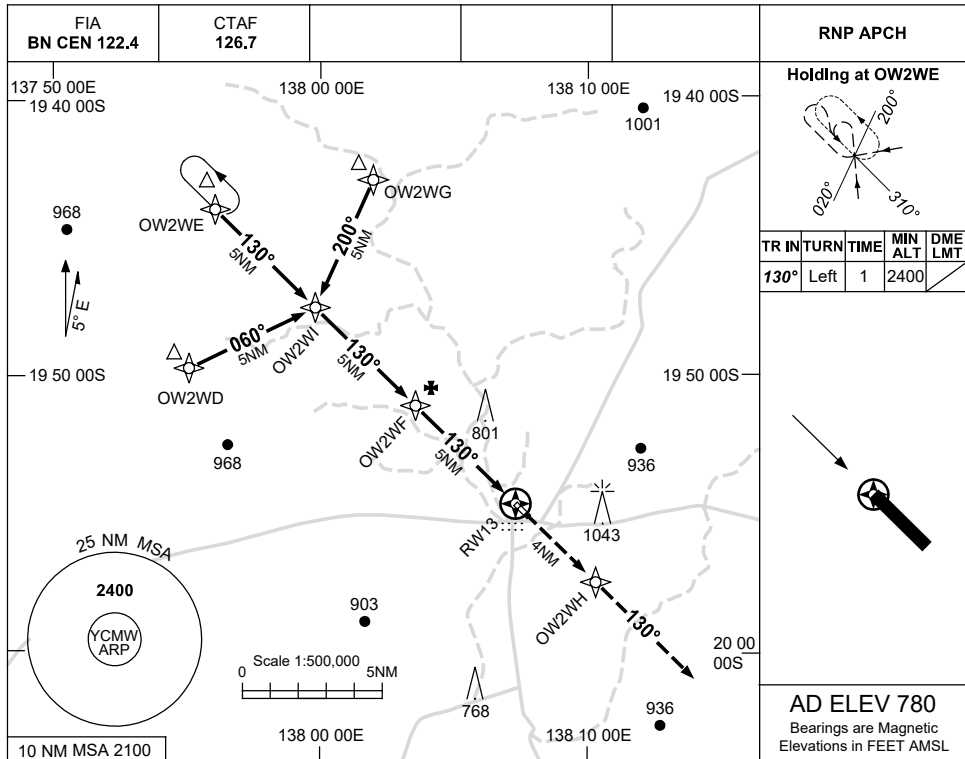 FIA
BN CEN 122.4
CTAF
126.7
RNP APCH
137 50 00E
138 00 00E
138 10 00E
19 40 00S
19 40 00S
1001
OW2WG
968
OW2WE
200°
5NM
130°
5NM
5° E
060°
5NM
OW2WI
130°
5NM
19 50 00S
19 50 00S
OW2WD
OW2WF
801
968
130°
5NM
936
RW13
1043
4NM
25 NM MSA
2400
YCMW
ARP
903
OW2WH
130°
Scale 1:500,000
0
5NM
20 00
00S
768
936
138 00 00E
138 10 00E
10 NM MSA 2100
Holding at OW2WE
200°
020°
310°
TR IN TURN TIME MIN ALT DME LMT
130° Left 1 2400
AD ELEV 780
Bearings are Magnetic
Elevations in FEET AMSL